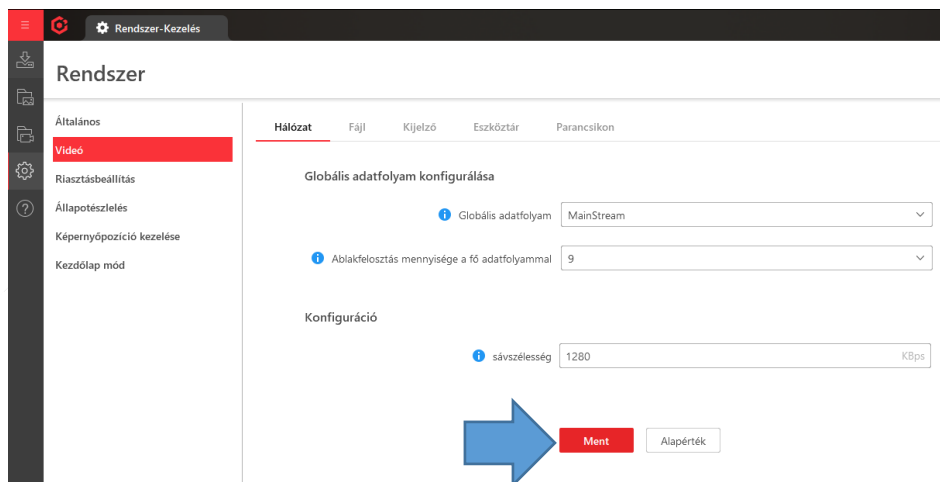 Rendszer-Kezelés
Rendszer
Általános
Videó
Riasztásbeállítás
Állapotészlelés
Képernyőpozíció kezelése
Kezdőlap mód
Hálózat Fájl Kijelző Eszköztár Parancsikon
Globális adatfolyam konfigurálása
Globális adatfolyam MainStream
Ablakfelosztás mennyisége a fő adatfolyammal 9
Konfiguráció
sávszélesség 1280 KBps
Ment Alapérték